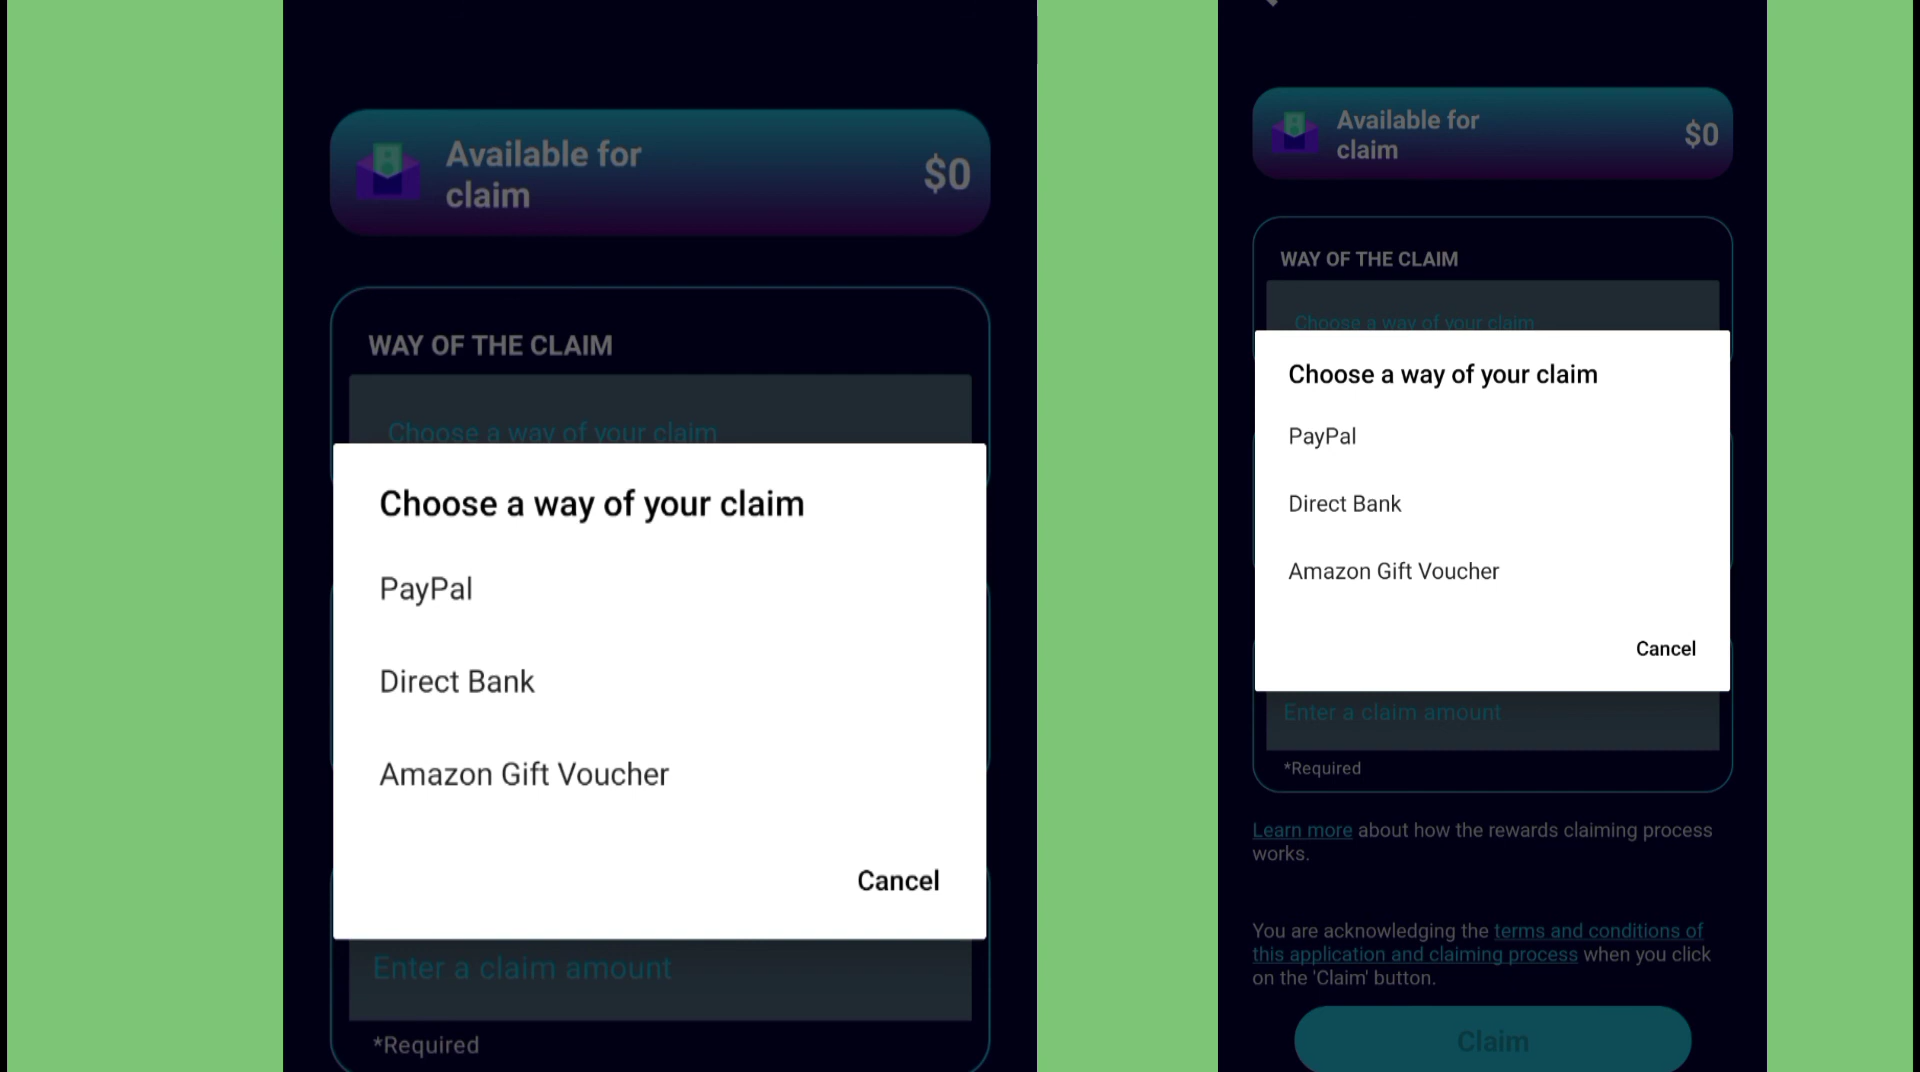 Available for
claim
$0
WAY OF THE CLAIM
Choose a way of your claim
Choose a way of your claim
PayPal
Direct Bank
Amazon Gift Voucher
Cancel
Enter a claim amount
*Required
Available for
claim
$0
WAY OF THE CLAIM
Choose a way of your claim
Choose a way of your claim
PayPal
Direct Bank
Amazon Gift Voucher
Cancel
Enter a claim amount
*Required
Learn more about how the rewards claiming process
works.
You are acknowledging the terms and conditions of
this application and claiming process when you click
on the 'Claim' button.
Claim